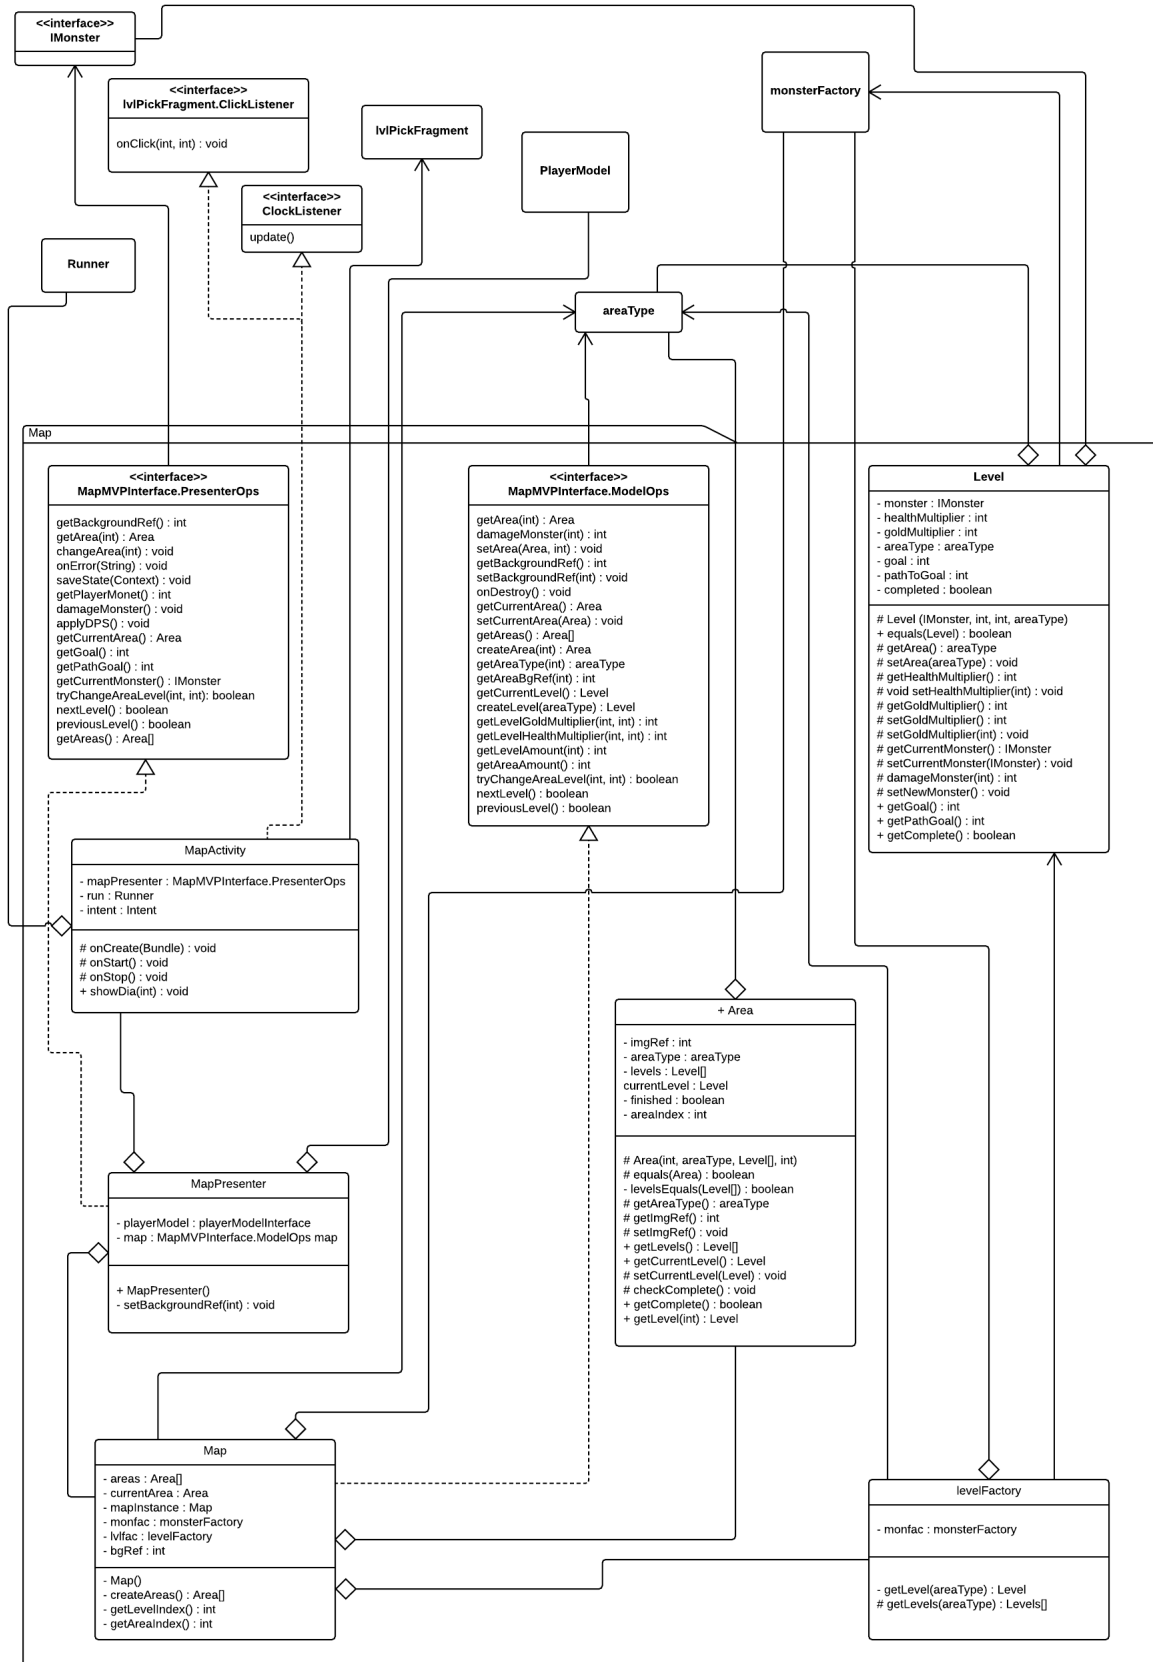 <<interface>>
IMonster
<<interface>>
lvlPickFragment.ClickListener
onClick(int, int) : void
lvlPickFragment
monsterFactory
PlayerModel
<<interface>>
ClockListener
update()
Runner
areaType
Map
<<interface>>
MapMVPInterface.PresenterOps
getBackgroundRef() : int
getArea(int) : Area
changeArea(int) : void
onError(String) : void
saveState(Context) : void
getPlayerMonet() : int
damageMonster() : void
applyDPS() : void
getCurrentArea() : Area
getGoal() : int
getPathGoal() : int
getCurrentMonster() : IMonster
tryChangeAreaLevel(int, int): boolean
nextLevel() : boolean
previousLevel() : boolean
getAreas() : Area[]
<<interface>>
MapMVPInterface.ModelOps
getArea(int) : Area
damageMonster(int) : int
setArea(Area, int) : void
getBackgroundRef() : int
setBackgroundRef(int) : void
onDestroy() : void
getCurrentArea() : Area
setCurrentArea(Area) : void
getAreas() : Area[]
createArea(int) : Area
getAreaType(int) : areaType
getAreaBgRef(int) : int
getCurrentLevel() : Level
createLevel(areaType) : Level
getLevelGoldMultiplier(int, int) : int
getLevelHealthMultiplier(int, int) : int
getLevelAmount(int) : int
getAreaAmount() : int
tryChangeAreaLevel(int, int) : boolean
nextLevel() : boolean
previousLevel() : boolean
Level
- monster : IMonster
- healthMultiplier : int
- goldMultiplier : int
- areaType : areaType
- goal : int
- pathToGoal : int
- completed : boolean
# Level (IMonster, int, int, areaType)
+ equals(Level) : boolean
# getArea() : areaType
# setArea(areaType) : void
# getHealthMultiplier() : int
# void setHealthMultiplier(int) : void
# getGoldMultiplier() : int
# setGoldMultiplier() : int
# setGoldMultiplier(int) : void
# getCurrentMonster() : IMonster
# setCurrentMonster(IMonster) : void
# damageMonster(int) : int
# setNewMonster() : void
+ getGoal() : int
+ getPathGoal() : int
+ getComplete() : boolean
MapActivity
- mapPresenter : MapMVPInterface.PresenterOps
- run : Runner
- intent : Intent
# onCreate(Bundle) : void
# onStart() : void
# onStop() : void
+ showDia(int) : void
+ Area
- imgRef : int
- areaType : areaType
- levels : Level[]
currentLevel : Level
- finished : boolean
- areaIndex : int
# Area(int, areaType, Level[], int)
# equals(Area) : boolean
- levelsEquals(Level[]) : boolean
# getAreaType() : areaType
# getImgRef() : int
# setImgRef() : void
+ getLevels() : Level[]
+ getCurrentLevel() : Level
# setCurrentLevel(Level) : void
# checkComplete() : void
+ getComplete() : boolean
+ getLevel(int) : Level
MapPresenter
- playerModel : playerModelInterface
- map : MapMVPInterface.ModelOps map
+ MapPresenter()
- setBackgroundRef(int) : void
Map
- areas : Area[]
- currentArea : Area
- mapInstance : Map
- monfac : monsterFactory
- lvlfac : levelFactory
- bgRef : int
- Map()
- createAreas() : Area[]
- getLevelIndex() : int
- getAreaIndex() : int
levelFactory
- monfac : monsterFactory
- getLevel(areaType) : Level
# getLevels(areaType) : Levels[]